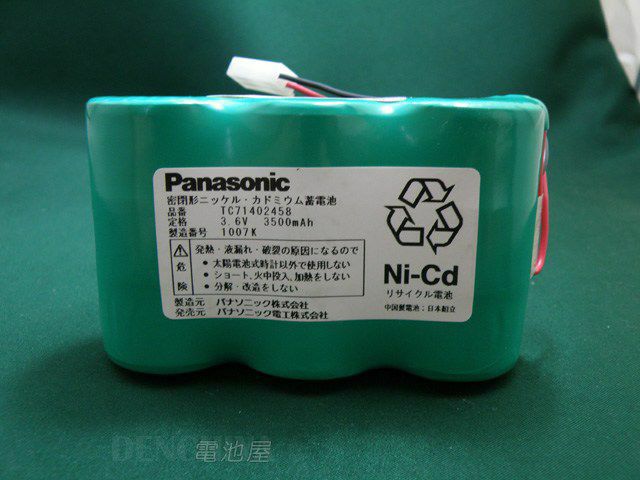 Panasonic
密閉形ニッケル・カドミウム蓄電池
品番 TC71402458
定格 3.6V 3500mAh
製造番号 1007K
危険
発熱・液漏れ・破裂の原因になるので
●太陽電池式時計以外で使用しない
●ショート、火中投入、加熱をしない
●分解・改造をしない
製造元 パナソニック株式会社
発売元 パナソニック電工株式会社
Ni-Cd
リサイクル電池
中国製電池:日本組立
DENCHI電池屋